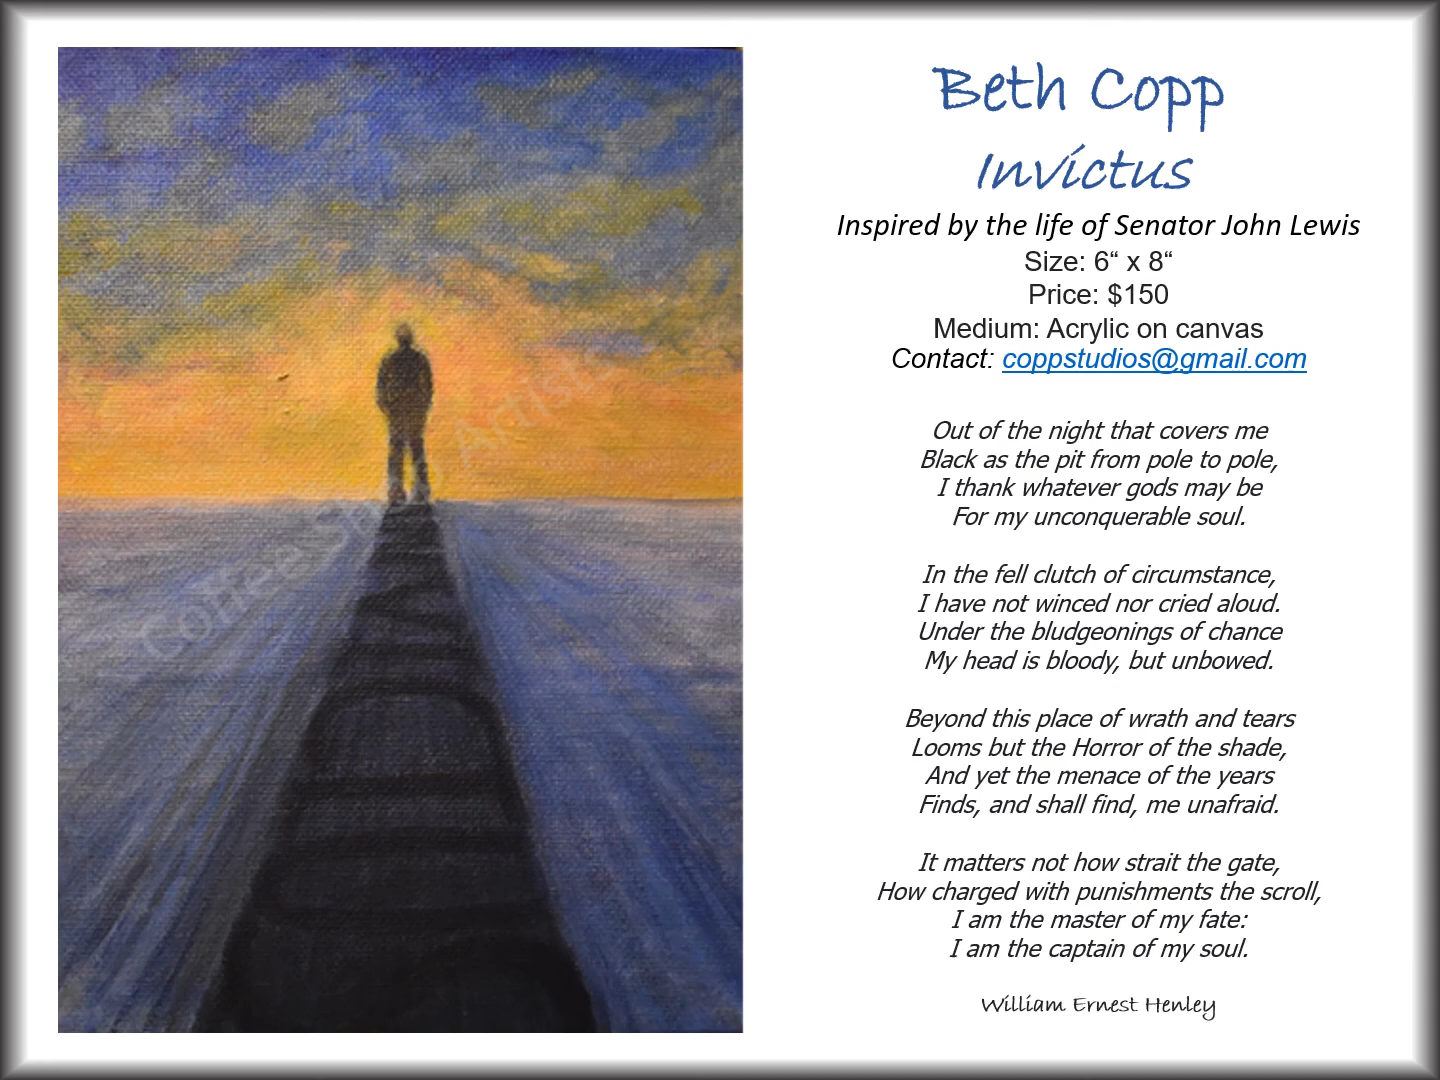 Beth Copp
Invictus
Inspired by the life of Senator John Lewis
Size: 6“ x 8“
Price: $150
Medium: Acrylic on canvas
Contact: coppstudios@gmail.com
Out of the night that covers me
Black as the pit from pole to pole,
I thank whatever gods may be
For my unconquerable soul.
In the fell clutch of circumstance,
I have not winced nor cried aloud.
Under the bludgeonings of chance
My head is bloody, but unbowed.
Beyond this place of wrath and tears
Looms but the Horror of the shade,
And yet the menace of the years
Finds, and shall find, me unafraid.
It matters not how strait the gate,
How charged with punishments the scroll,
I am the master of my fate:
I am the captain of my soul.
William Ernest Henley
Coffee Artist